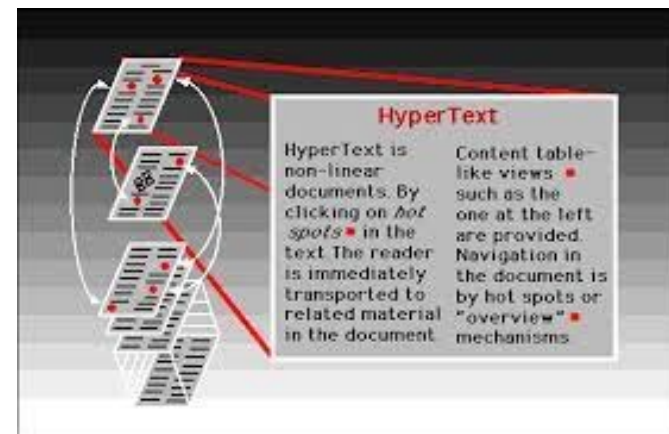 HyperText
HyperText is
non-linear
documents. By
clicking on hot
spots in the
text The reader
is immediately
transported to
related material
in the document
Content table-
like views
such as the
one at the left
are provided.
Navigation in
the document is
by hot spots or
"overview"
mechanisms